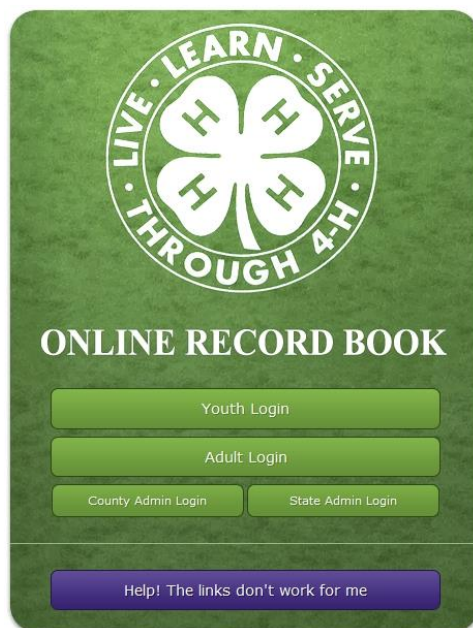 LIVE · LEARN · SERVE
· THROUGH 4-H ·
H H
H H
ONLINE RECORD BOOK
Youth Login
Adult Login
County Admin Login State Admin Login
Help! The links don't work for me